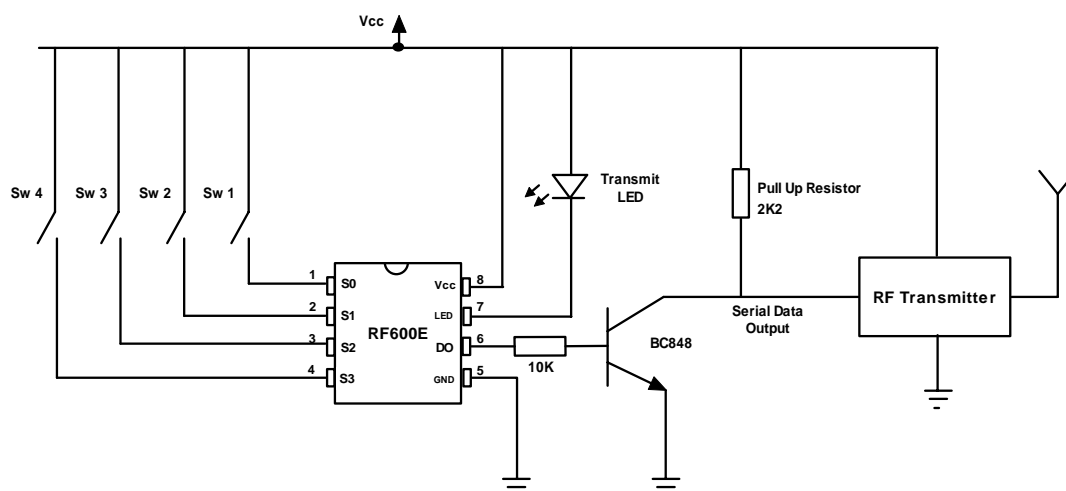 Vcc
Sw 4
Sw 3
Sw 2
Sw 1
Transmit
LED
Pull Up Resistor
2K2
1
S0
Vcc
8
2
S1
LED
7
RF600E
3
S2
DO
6
4
S3
GND
5
10K
BC848
Serial Data
Output
RF Transmitter